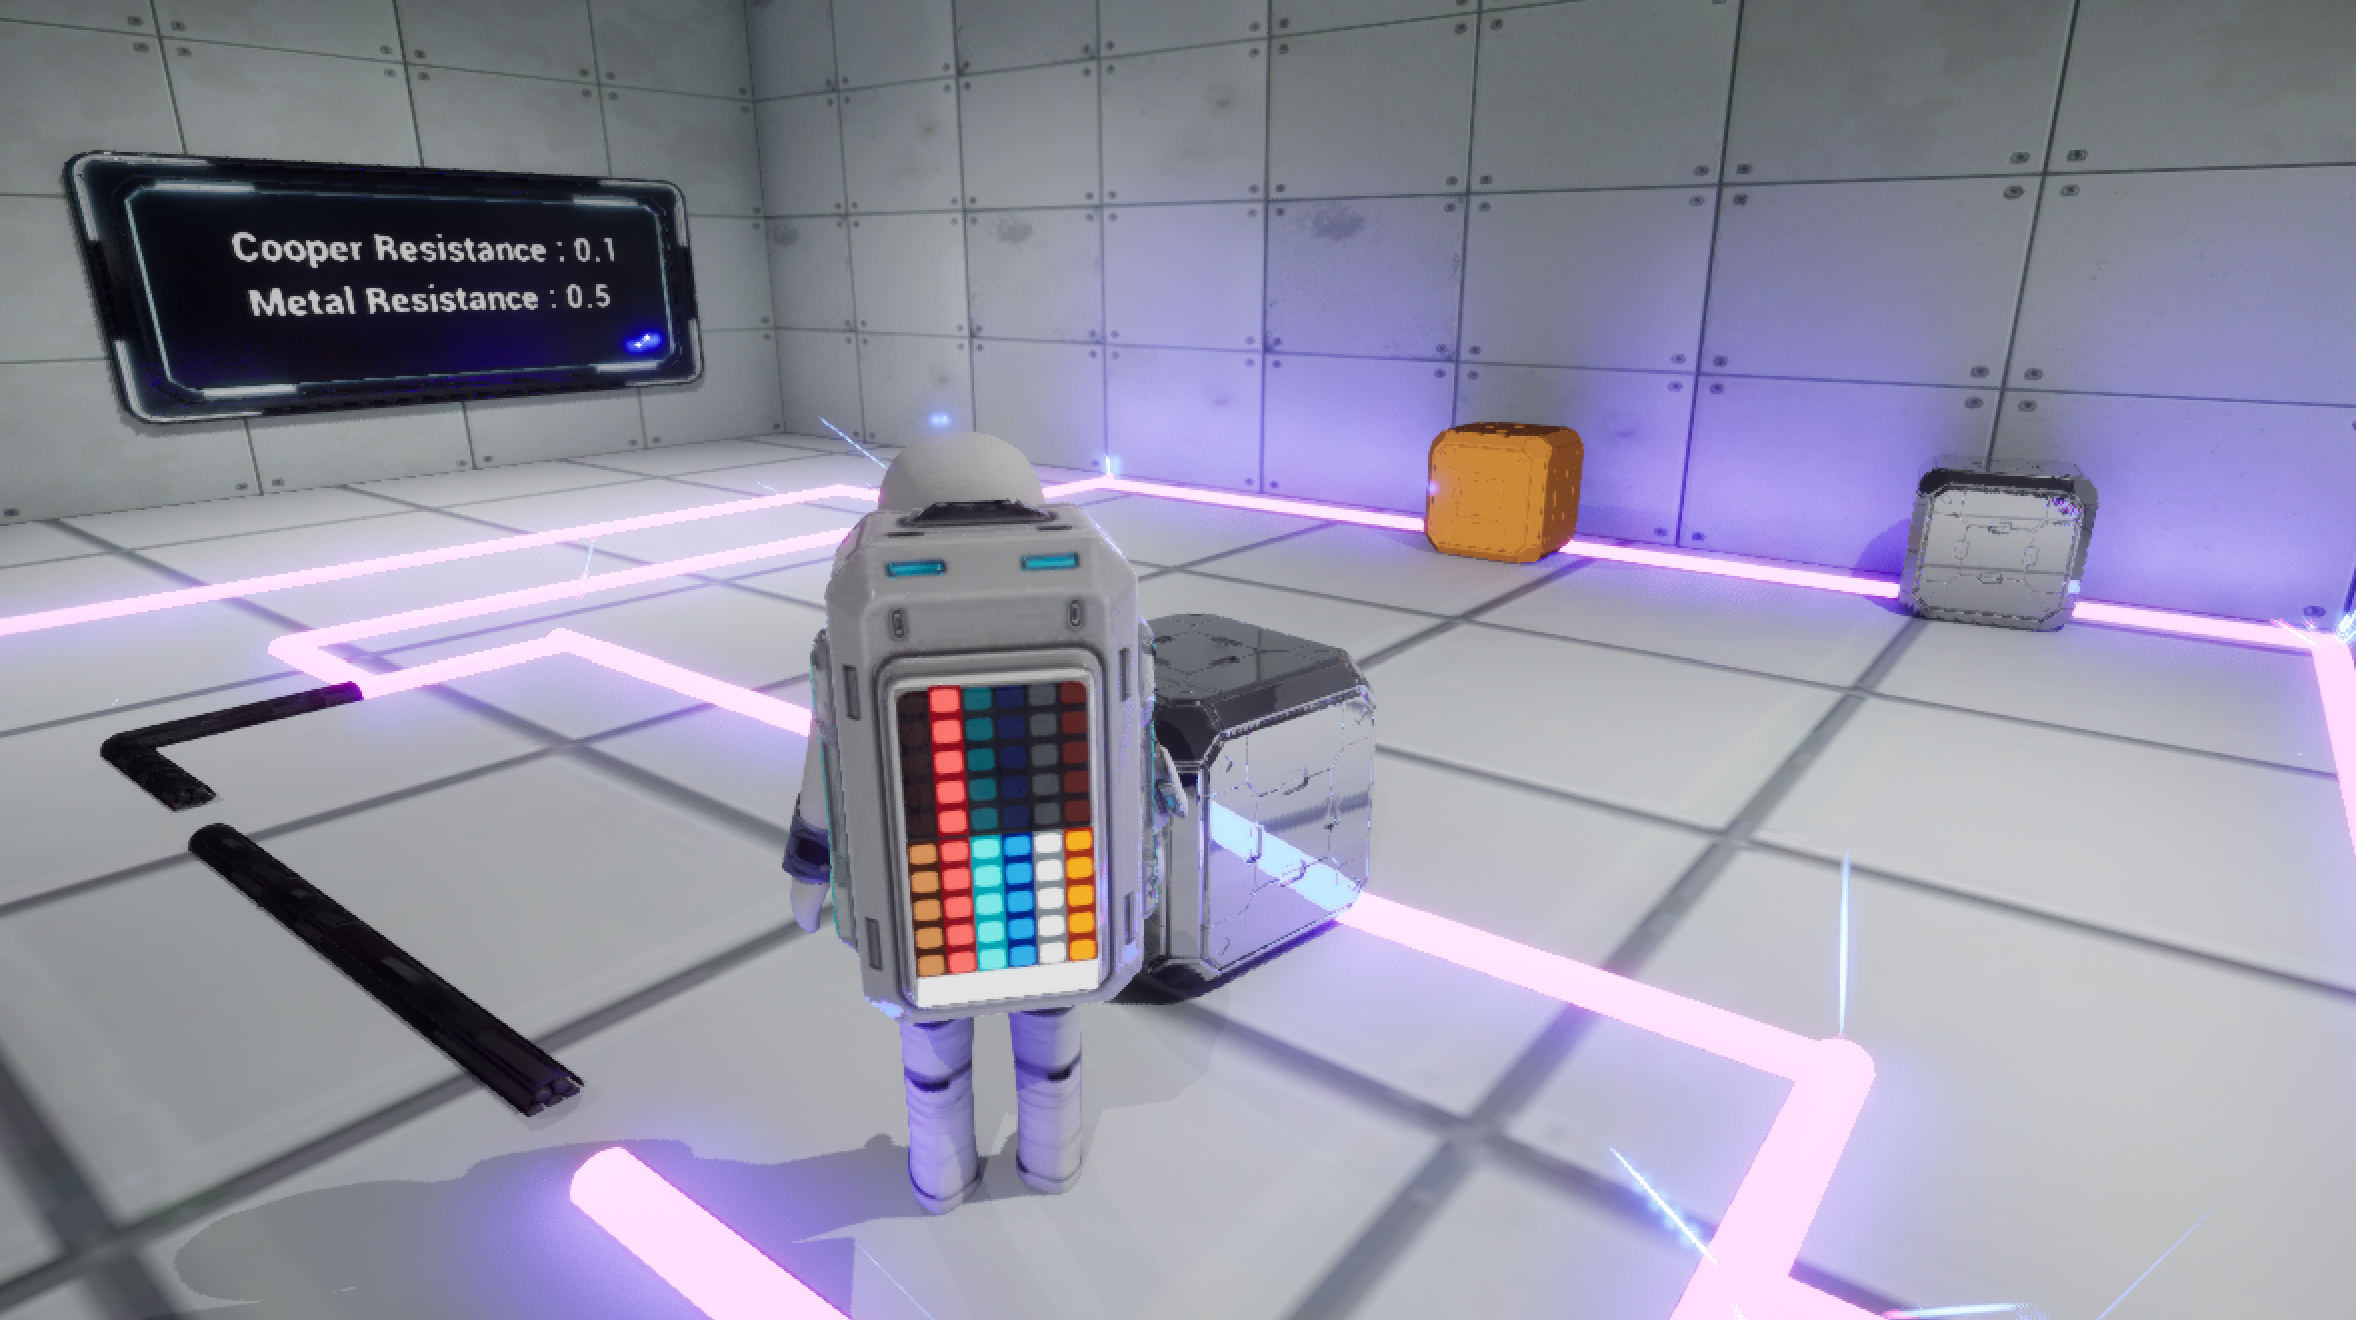 Cooper Resistance : 0.1
Metal Resistance : 0.5